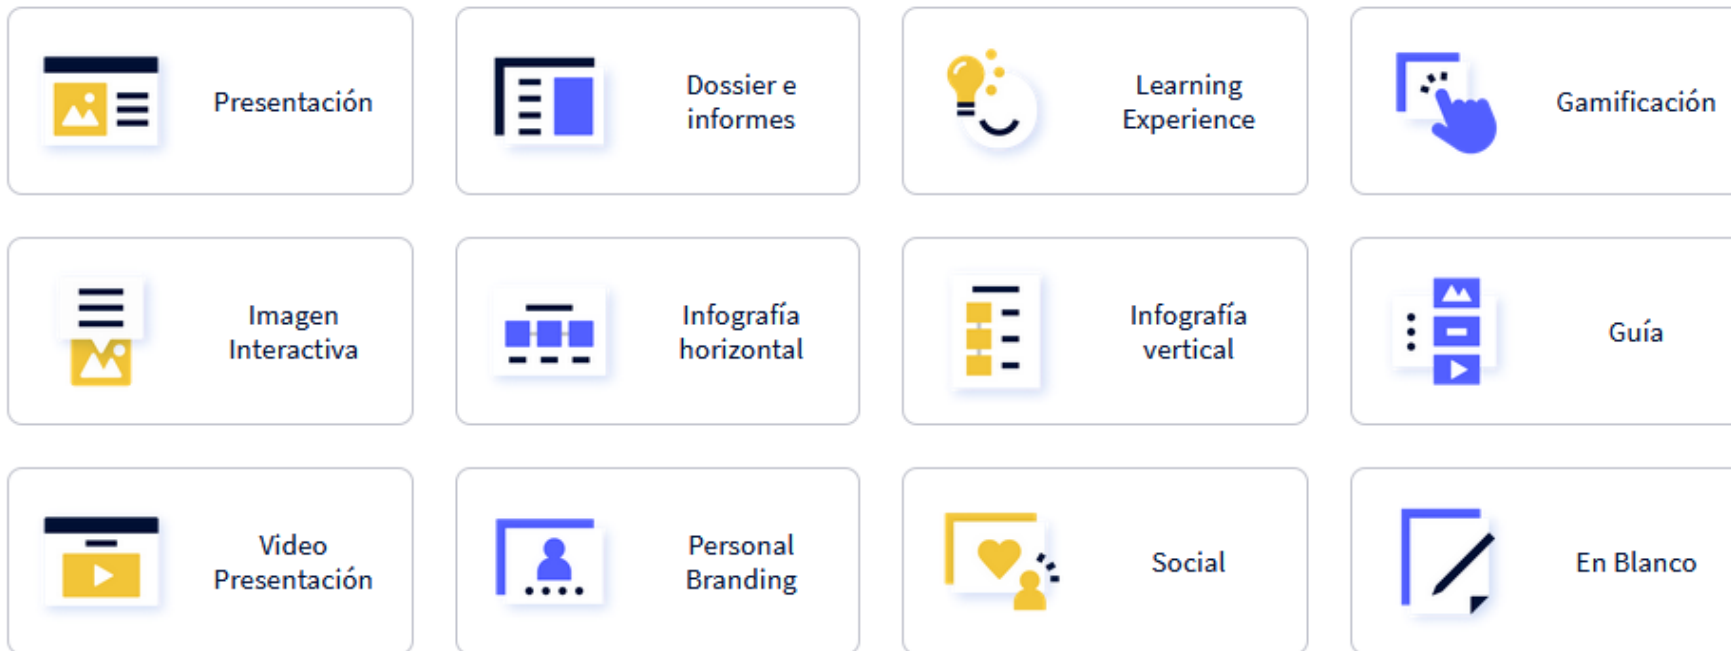 Presentación
Dossier e
informes
Learning
Experience
Gamificación
Imagen
Interactiva
Infografía
horizontal
Infografía
vertical
Guía
Video
Presentación
Personal
Branding
Social
En Blanco